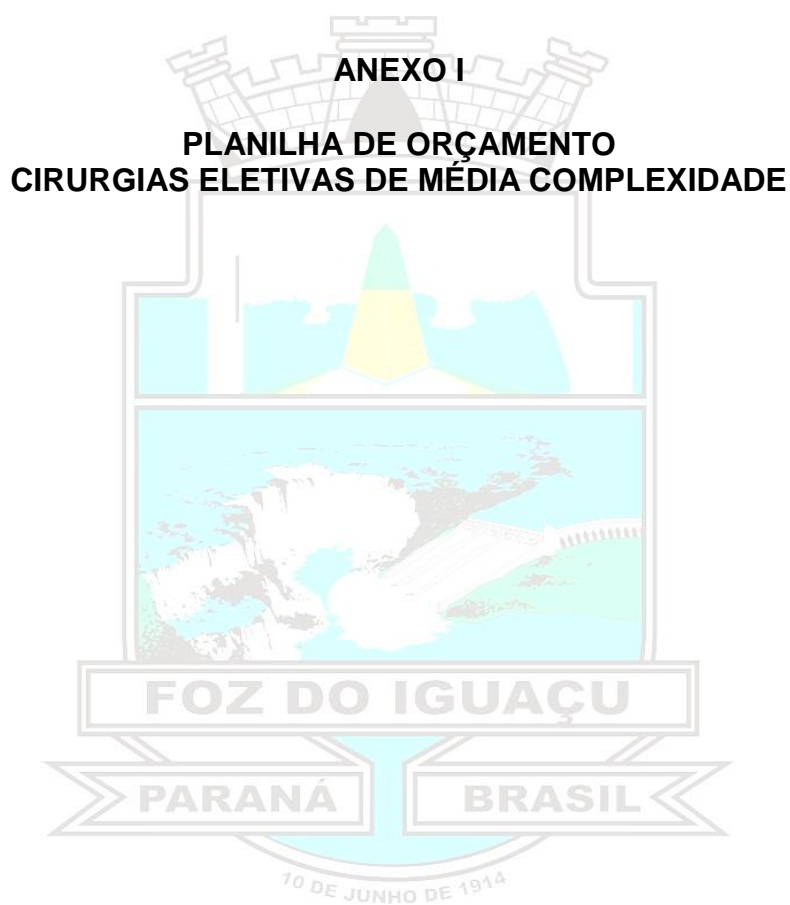 ANEXO I
PLANILHA DE ORÇAMENTO
CIRURGIAS ELETIVAS DE MÉDIA COMPLEXIDADE
FOZ DO IGUAÇU
PARANÁ
BRASIL
10 DE JUNHO DE 1914